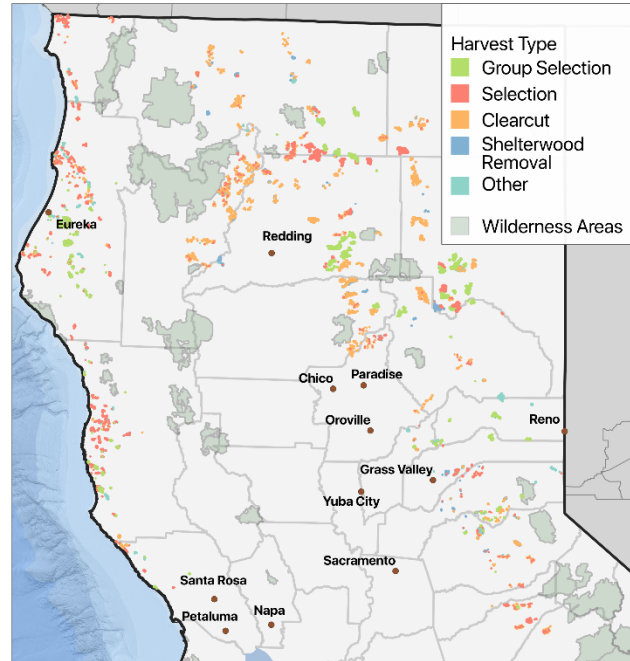 Harvest Type
Group Selection
Selection
Clearcut
Shelterwood
Removal
Other
Wilderness Areas
Eureka
Redding
Chico
Paradise
Oroville
Reno
Grass Valley
Yuba City
Sacramento
Santa Rosa
Petaluma
Napa